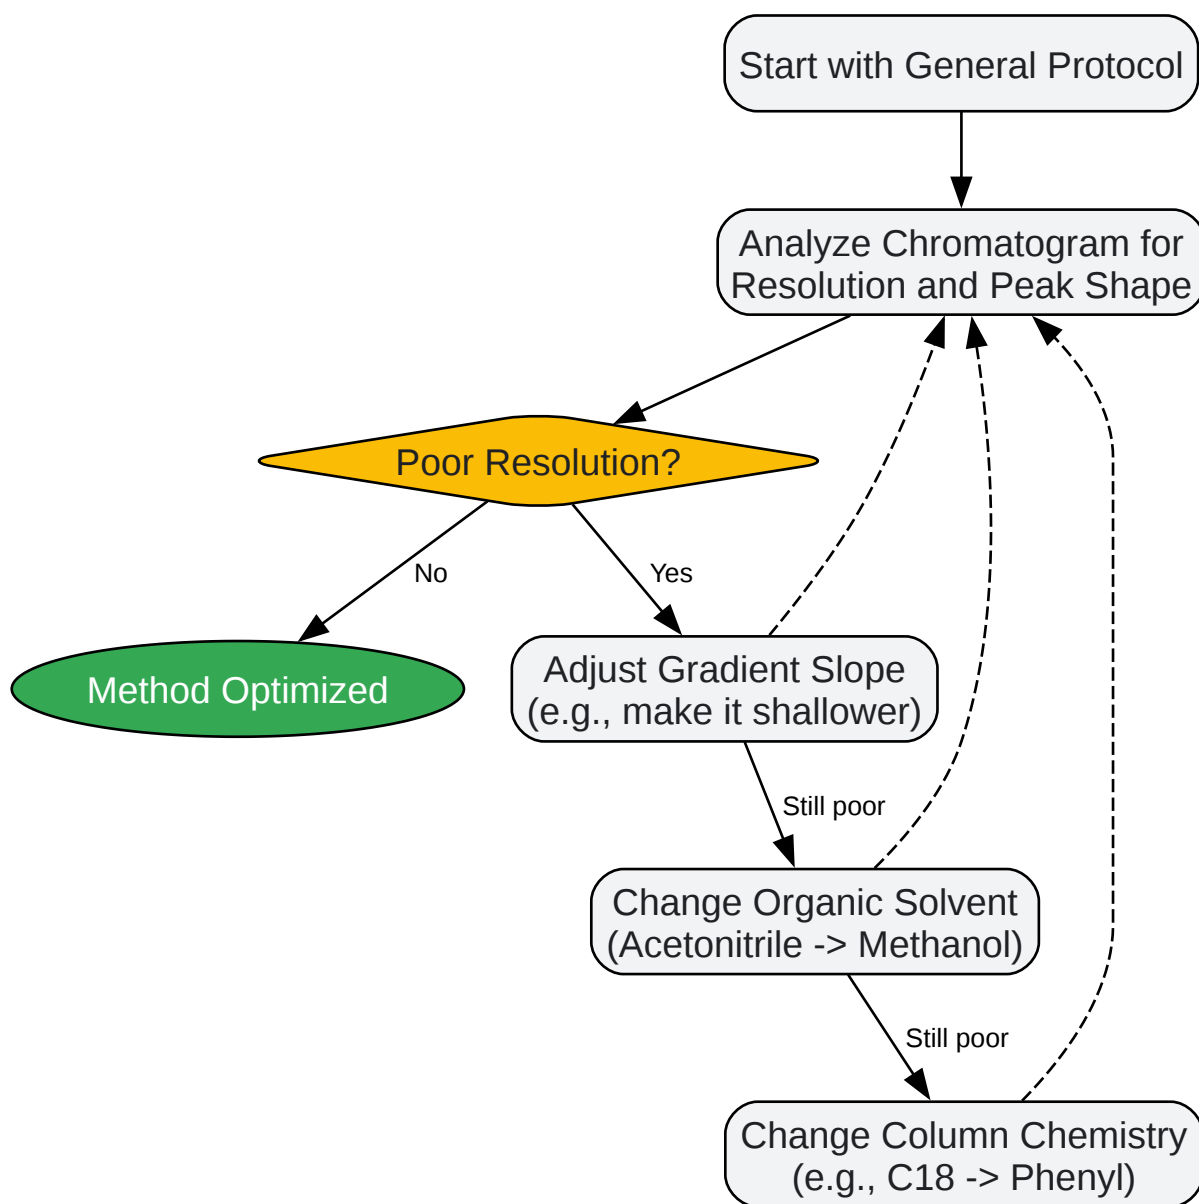 Start with General Protocol
Analyze Chromatogram for
Resolution and Peak Shape
Poor Resolution?
No
Yes
Method Optimized
Adjust Gradient Slope
(e.g., make it shallower)
Still poor
Change Organic Solvent
(Acetonitrile -> Methanol)
Still poor
Change Column Chemistry
(e.g., C18 -> Phenyl)